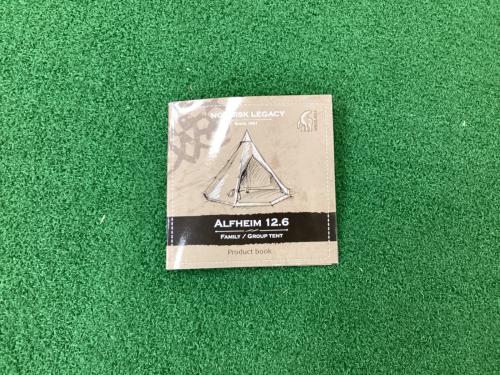 NORDISK LEGACY
Since 1901
ALFHEIM 12.6
FAMILY / GROUP TENT
Product book